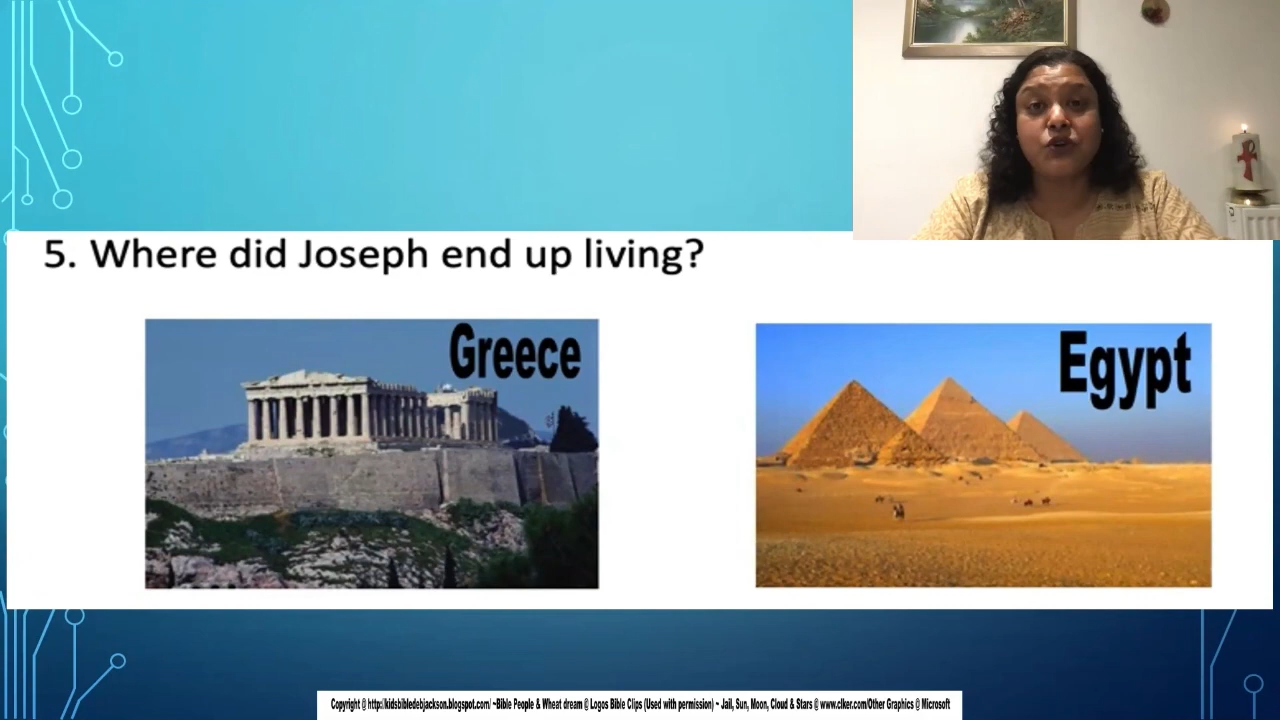 5. Where did Joseph end up living?
Greece
Egypt
Copyright @ http://kidsbibledebjackson.blogspot.com/ ~Bible People & Wheat dream @ Logos Bible Clips (Used with permission) ~ Jail, Sun, Moon, Cloud & Stars @ www.clker.com/Other Graphics @ Microsoft